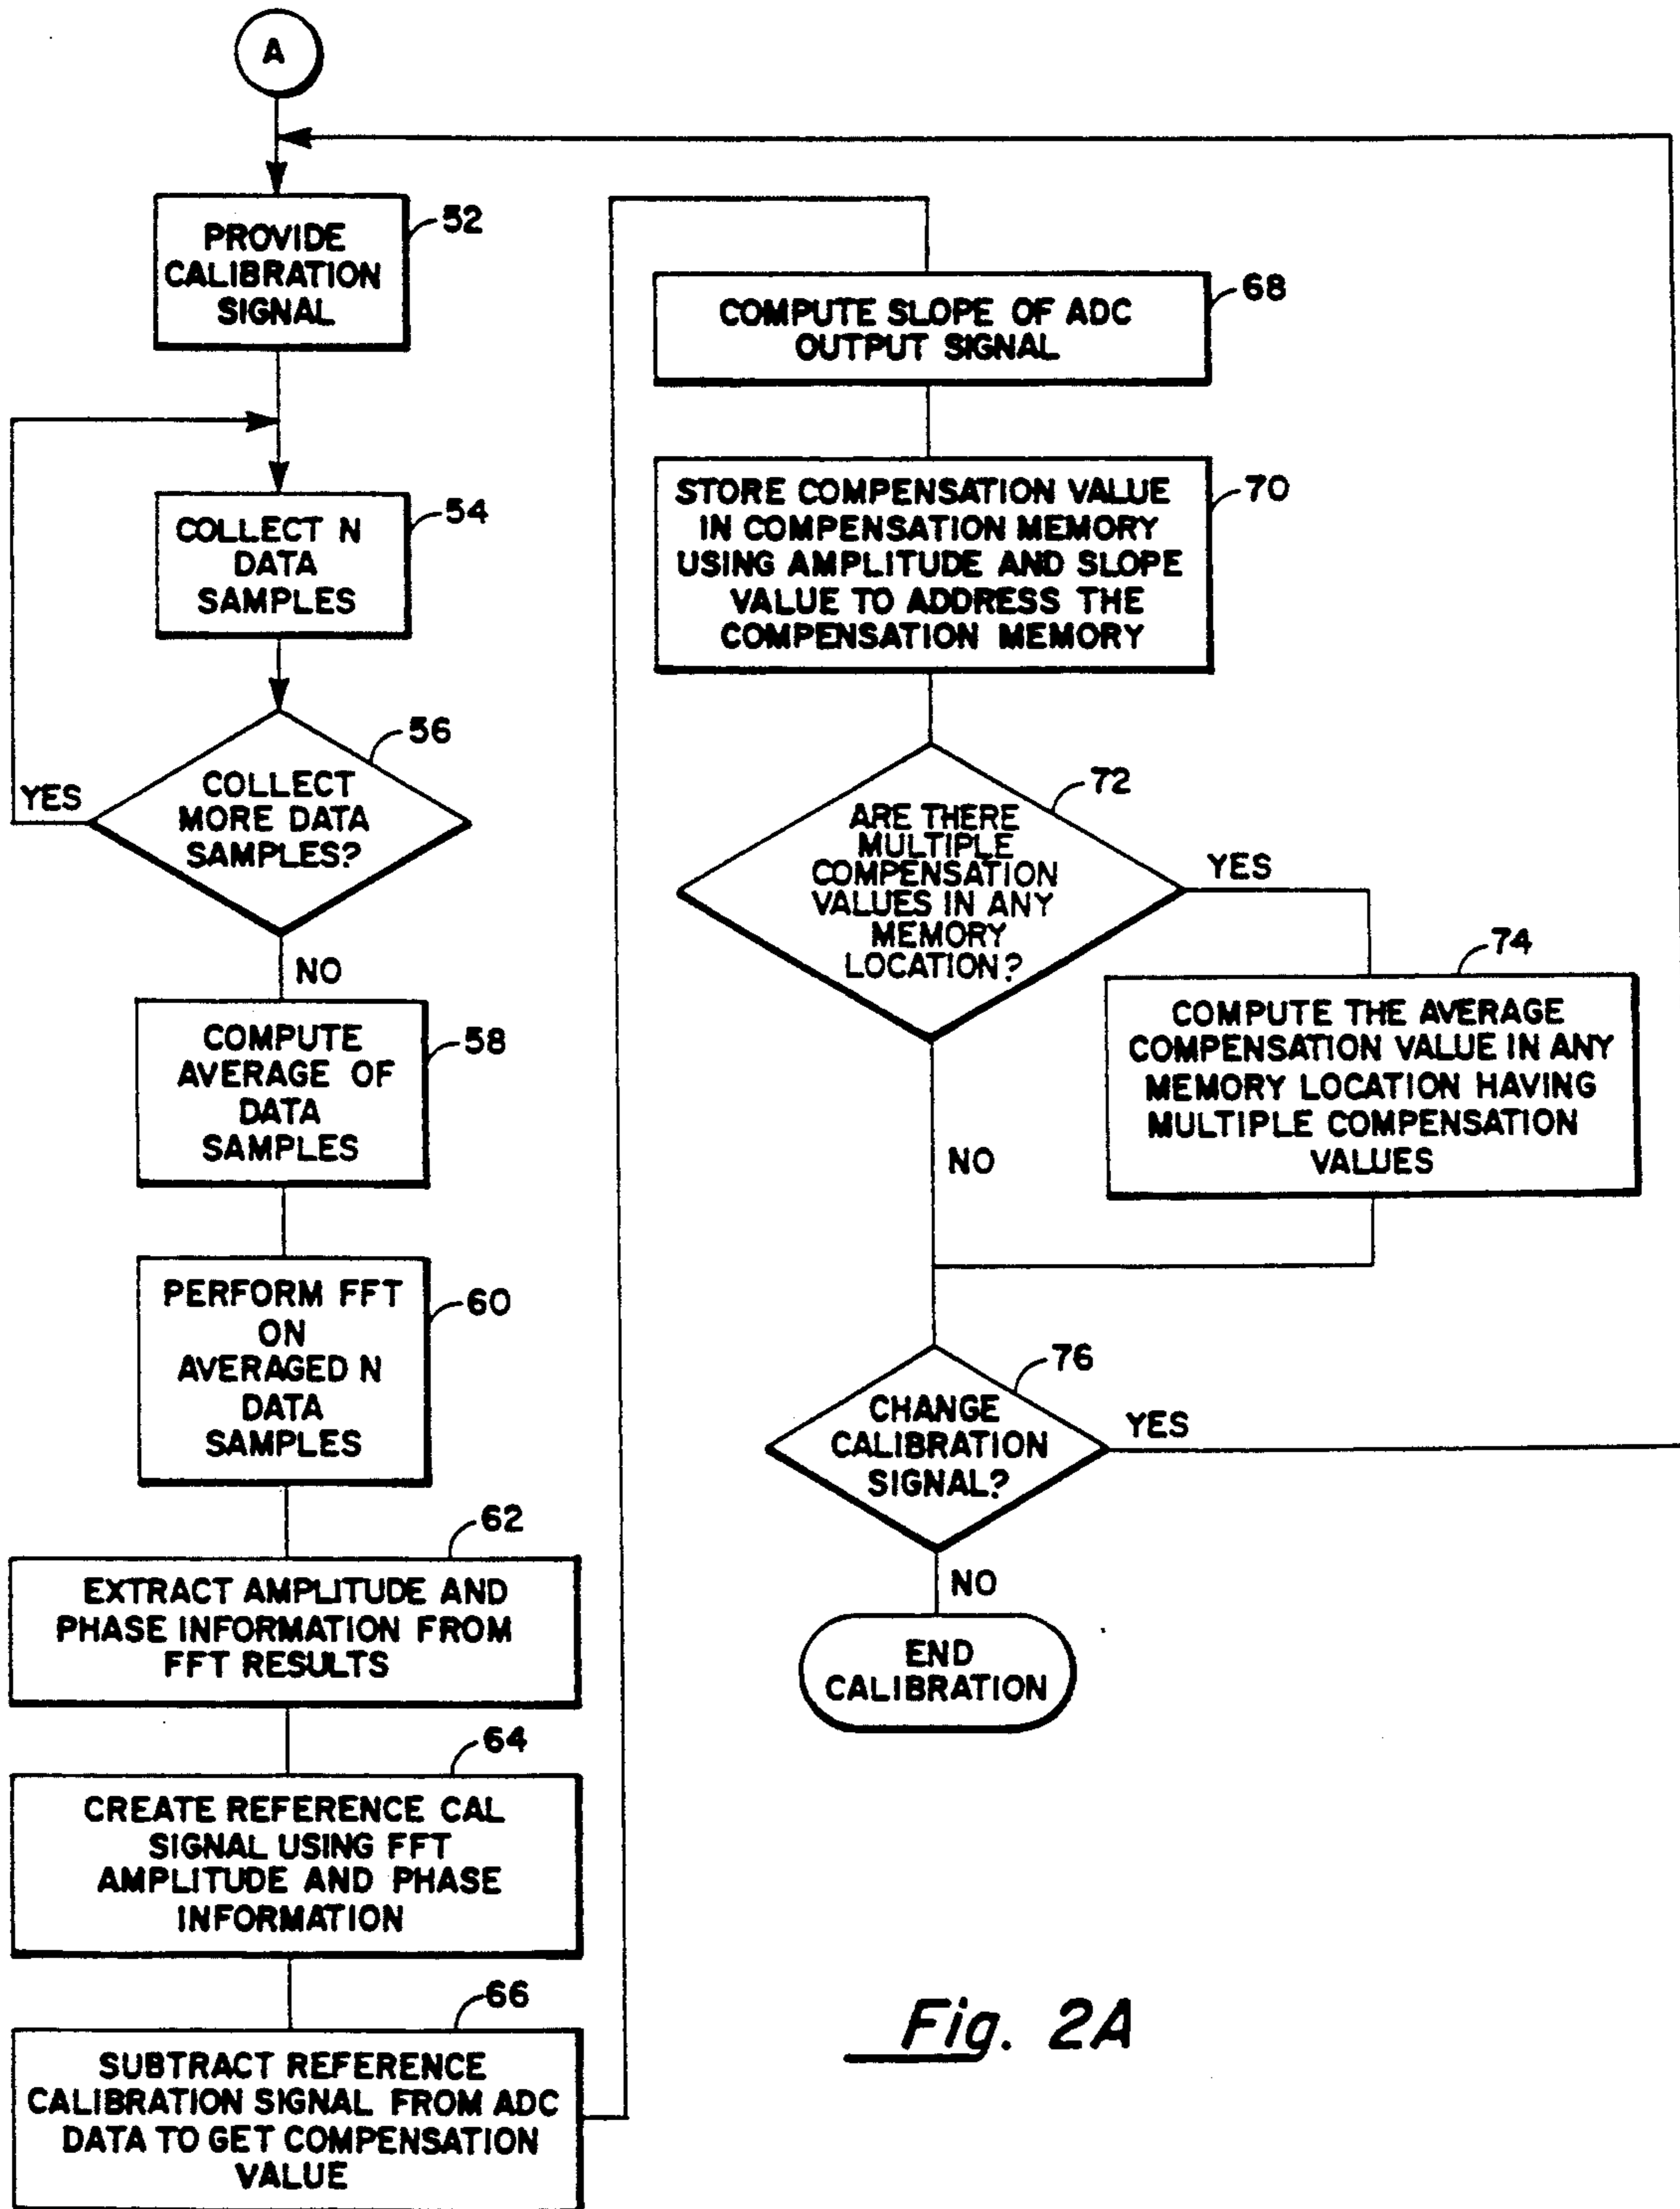 A
PROVIDE
CALIBRATION
SIGNAL
52
COLLECT N
DATA
SAMPLES
54
COLLECT
MORE DATA
SAMPLES?
56
YES
NO
COMPUTE
AVERAGE OF
DATA
SAMPLES
58
PERFORM FFT
ON
AVERAGED N
DATA
SAMPLES
60
EXTRACT AMPLITUDE AND
PHASE INFORMATION FROM
FFT RESULTS
62
CREATE REFERENCE CAL
SIGNAL USING FFT
AMPLITUDE AND PHASE
INFORMATION
64
SUBTRACT REFERENCE
CALIBRATION SIGNAL FROM ADC
DATA TO GET COMPENSATION
VALUE
66
COMPUTE SLOPE OF ADC
OUTPUT SIGNAL
68
STORE COMPENSATION VALUE
IN COMPENSATION MEMORY
USING AMPLITUDE AND SLOPE
VALUE TO ADDRESS THE
COMPENSATION MEMORY
70
ARE THERE
MULTIPLE
COMPENSATION
VALUES IN ANY
MEMORY
LOCATION?
72
YES
NO
COMPUTE THE AVERAGE
COMPENSATION VALUE IN ANY
MEMORY LOCATION HAVING
MULTIPLE COMPENSATION
VALUES
74
CHANGE
CALIBRATION
SIGNAL?
76
YES
NO
END
CALIBRATION
Fig. 2A